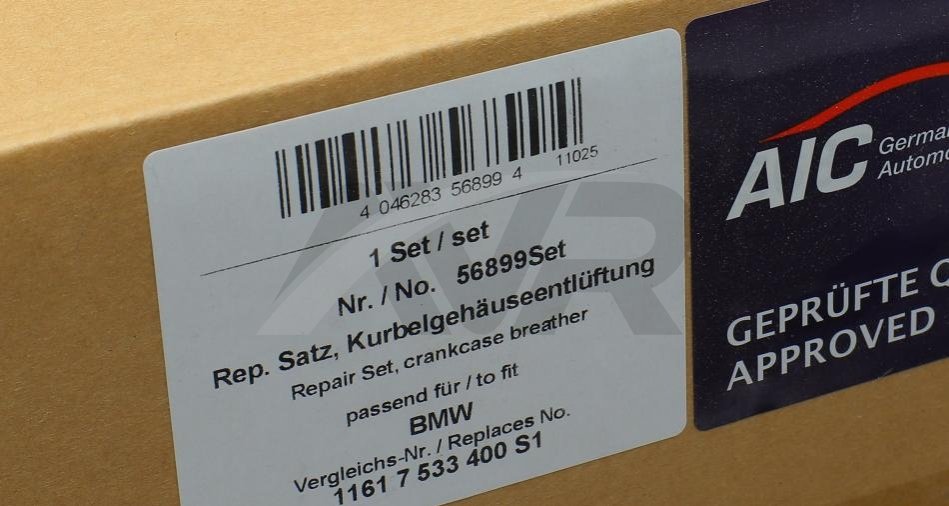 4 046283 56899 4
11025
1 Set / set
Nr. / No. 56899Set
Rep. Satz, Kurbelgehäuseentlüftung
Repair Set, crankcase breather
passend für / to fit
BMW
Vergleichs-Nr. / Replaces No.
1161 7 533 400 S1
AIC
GEPRÜFTE
APPROVED